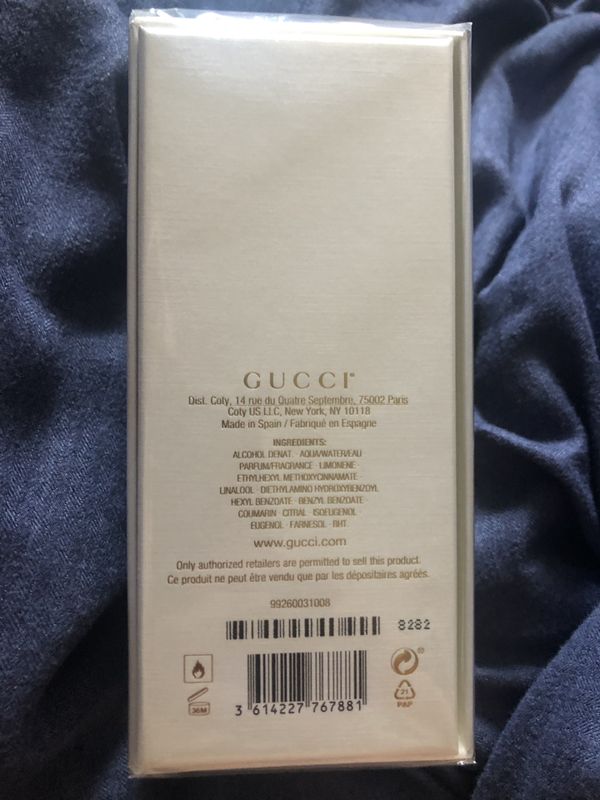 GUCCI®
Dist. Coty, 14 rue du Quatre Septembre, 75002 Paris
Coty US LLC, New York, NY 10118
Made in Spain / Fabriqué en Espagne
INGREDIENTS:
ALCOHOL DENAT. · AQUA/WATER/EAU
PARFUM/FRAGRANCE · LIMONENE ·
ETHYLHEXYL METHOXYCINNAMATE ·
LINALOOL · DIETHYLAMINO HYDROXYBENZOYL
HEXYL BENZOATE · BENZYL BENZOATE ·
COUMARIN · CITRAL · ISOEUGENOL ·
EUGENOL · FARNESOL · BHT.
www.gucci.com
Only authorized retailers are permitted to sell this product.
Ce produit ne peut être vendu que par les dépositaires agréés.
99260031008
8282
36M
3 614227 767881
21
PAP